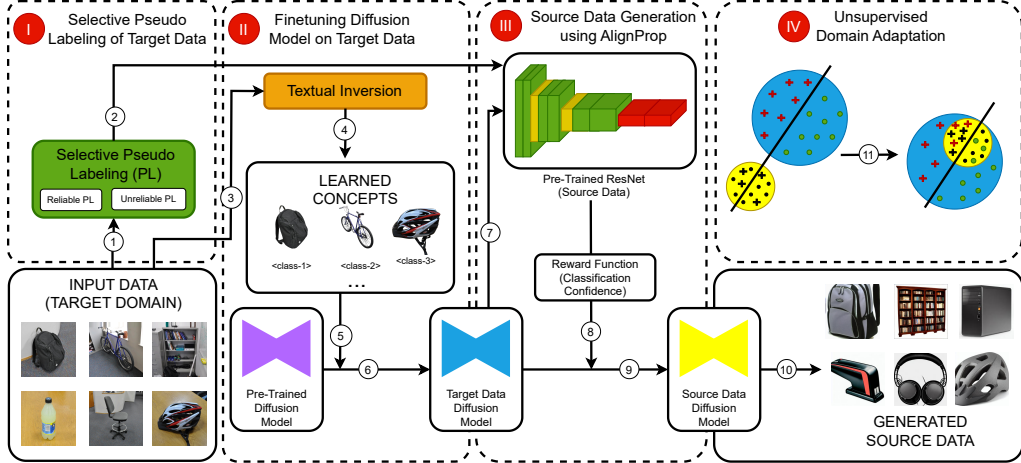 I
Selective Pseudo
Labeling of Target Data
II
Finetuning Diffusion
Model on Target Data
III
Source Data Generation
using AlignProp
IV
Unsupervised
Domain Adaptation
2
Selective Pseudo
Labeling (PL)
Reliable PL
Unreliable PL
1
INPUT DATA
(TARGET DOMAIN)
3
Textual Inversion
4
LEARNED
CONCEPTS
<class-1>
<class-2>
<class-3>
...
5
6
Pre-Trained
Diffusion
Model
7
Target Data
Diffusion
Model
Pre-Trained ResNet
(Source Data)
Reward Function
(Classification
Confidence)
8
9
Source Data
Diffusion
Model
10
11
GENERATED
SOURCE DATA